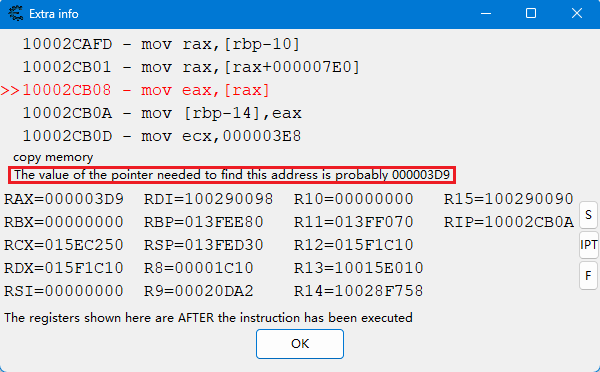 Extra info
10002CAFD - mov rax,[rbp-10]
10002CB01 - mov rax,[rax+000007E0]
>>10002CB08 - mov eax,[rax]
10002CB0A - mov [rbp-14],eax
10002CB0D - mov ecx,000003E8
copy memory
The value of the pointer needed to find this address is probably 000003D9
RAX=000003D9 RDI=100290098 R10=00000000 R15=100290090
RBX=00000000 RBP=013FEE80 R11=013FF070 RIP=10002CB0A
RCX=015EC250 RSP=013FED30 R12=015F1C10
RDX=015F1C10 R8=00001C10 R13=10015E010
RSI=00000000 R9=00020DA2 R14=10028F758
S
IPT
F
The registers shown here are AFTER the instruction has been executed
OK